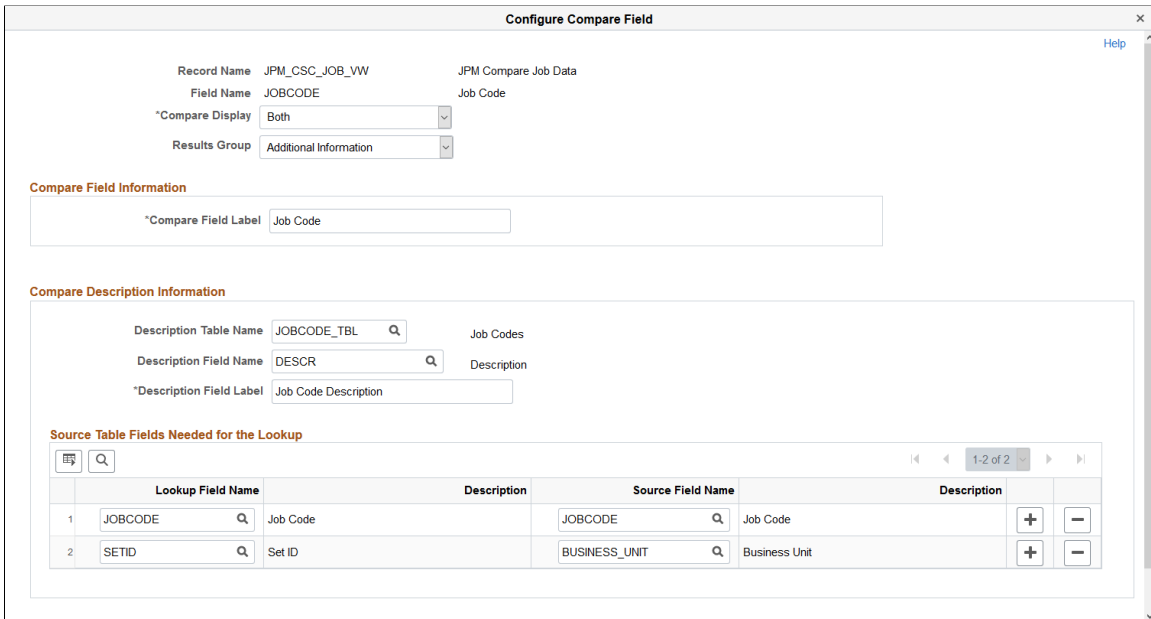 Configure Compare Field ×
Help
Record Name JPM_CSC_JOB_VW JPM Compare Job Data
Field Name JOBCODE Job Code
*Compare Display Both
Results Group Additional Information
Compare Field Information
*Compare Field Label Job Code
Compare Description Information
Description Table Name JOBCODE_TBL Job Codes
Description Field Name DESCR Description
*Description Field Label Job Code Description
Source Table Fields Needed for the Lookup
1-2 of 2
Lookup Field Name Description Source Field Name Description
1 JOBCODE Job Code JOBCODE Job Code
2 SETID Set ID BUSINESS_UNIT Business Unit